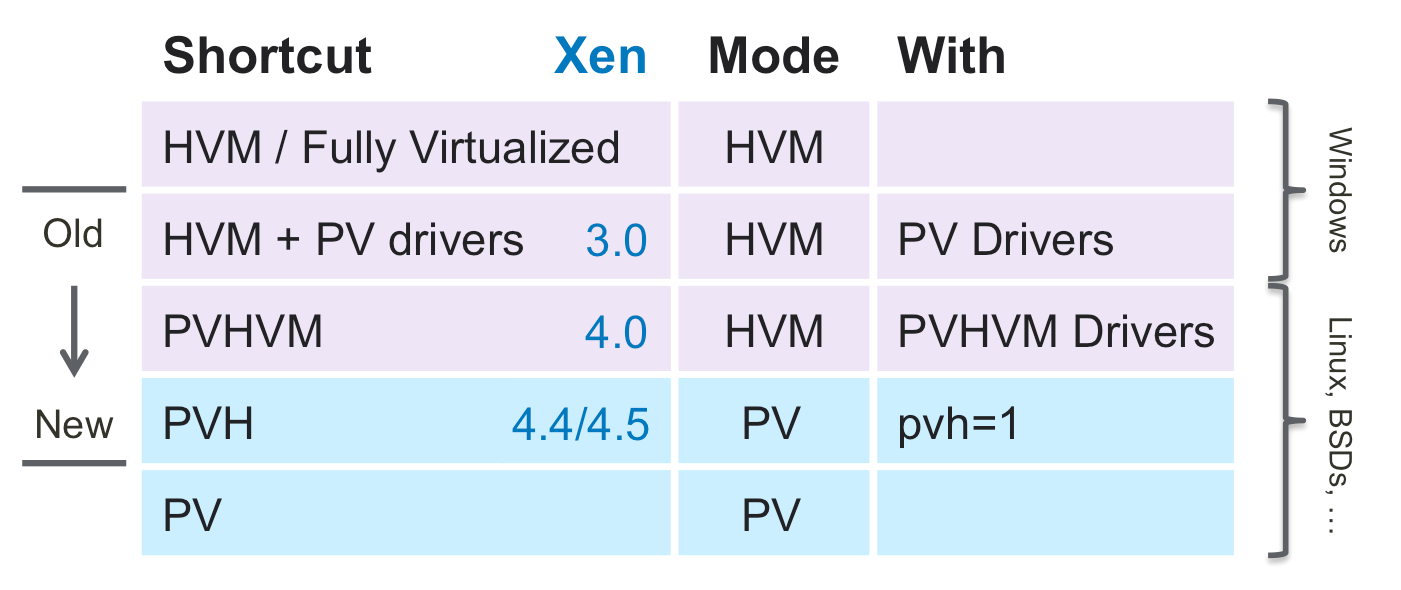 Shortcut Xen Mode With
HVM / Fully Virtualized HVM
Old HVM + PV drivers 3.0 HVM PV Drivers
PVHVM 4.0 HVM PVHVM Drivers
New PVH 4.4/4.5 PV pvh=1
PV PV
Windows
Linux, BSDs, …